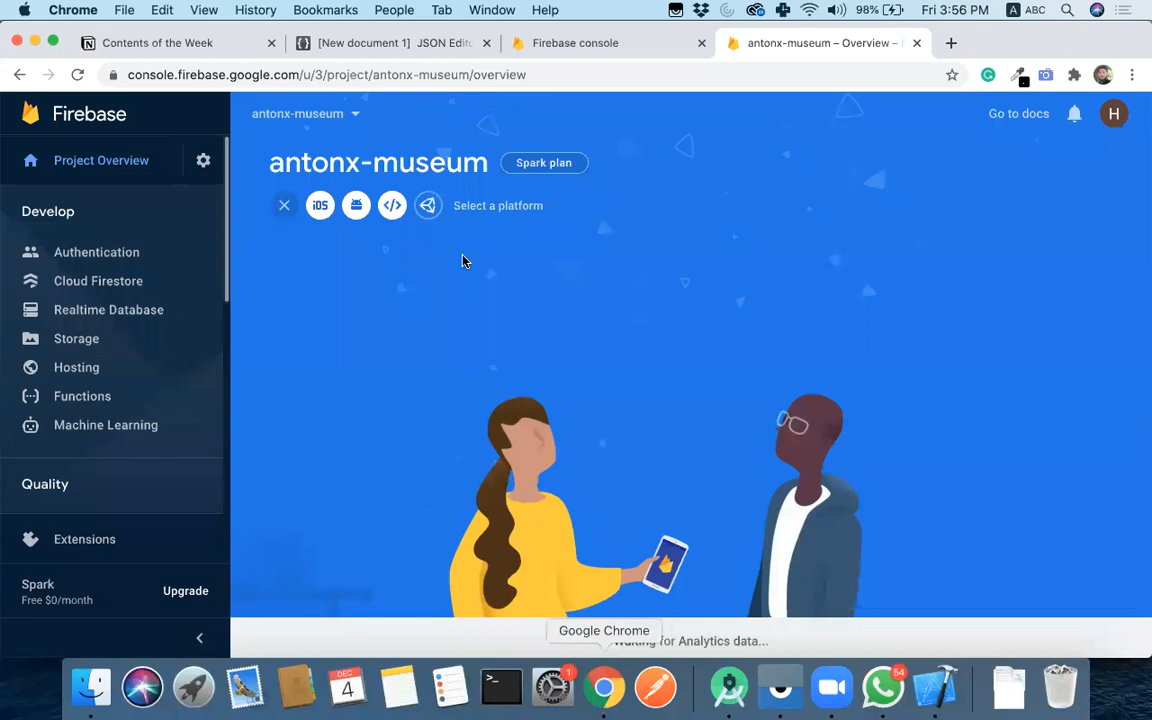 Chrome File Edit View History Bookmarks People Tab Window Help 98% Fri 3:56 PM A ABC
Contents of the Week
[New document 1] JSON Edit
Firebase console
antonx-museum – Overview –
console.firebase.google.com/u/3/project/antonx-museum/overview
Firebase
antonx-museum
Go to docs
H
Project Overview
antonx-museum
Spark plan
iOS
</>
Select a platform
Develop
Authentication
Cloud Firestore
Realtime Database
Storage
Hosting
Functions
Machine Learning
Quality
Extensions
Spark
Free $0/month
Upgrade
Google Chrome
Waiting for Analytics data...
DEC
4
1
64